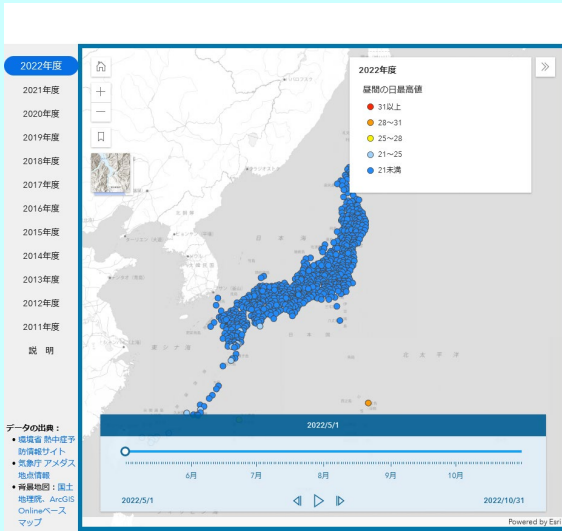 2022年度
2021年度
2020年度
2019年度
2018年度
2017年度
2016年度
2015年度
2014年度
2013年度
2012年度
2011年度
説 明
データの出典：
•環境省 熱中症予
防情報サイト
•気象庁 アメダス
地点情報
•背景地図：国土
地理院、ArcGIS
Onlineベース
マップ
2022年度
昼間の日最高値
31以上
28～31
25～28
21～25
21未満
日 本 海
2022/5/1
6月
7月
8月
9月
10月
2022/5/1
2022/10/31
Powered by Esri